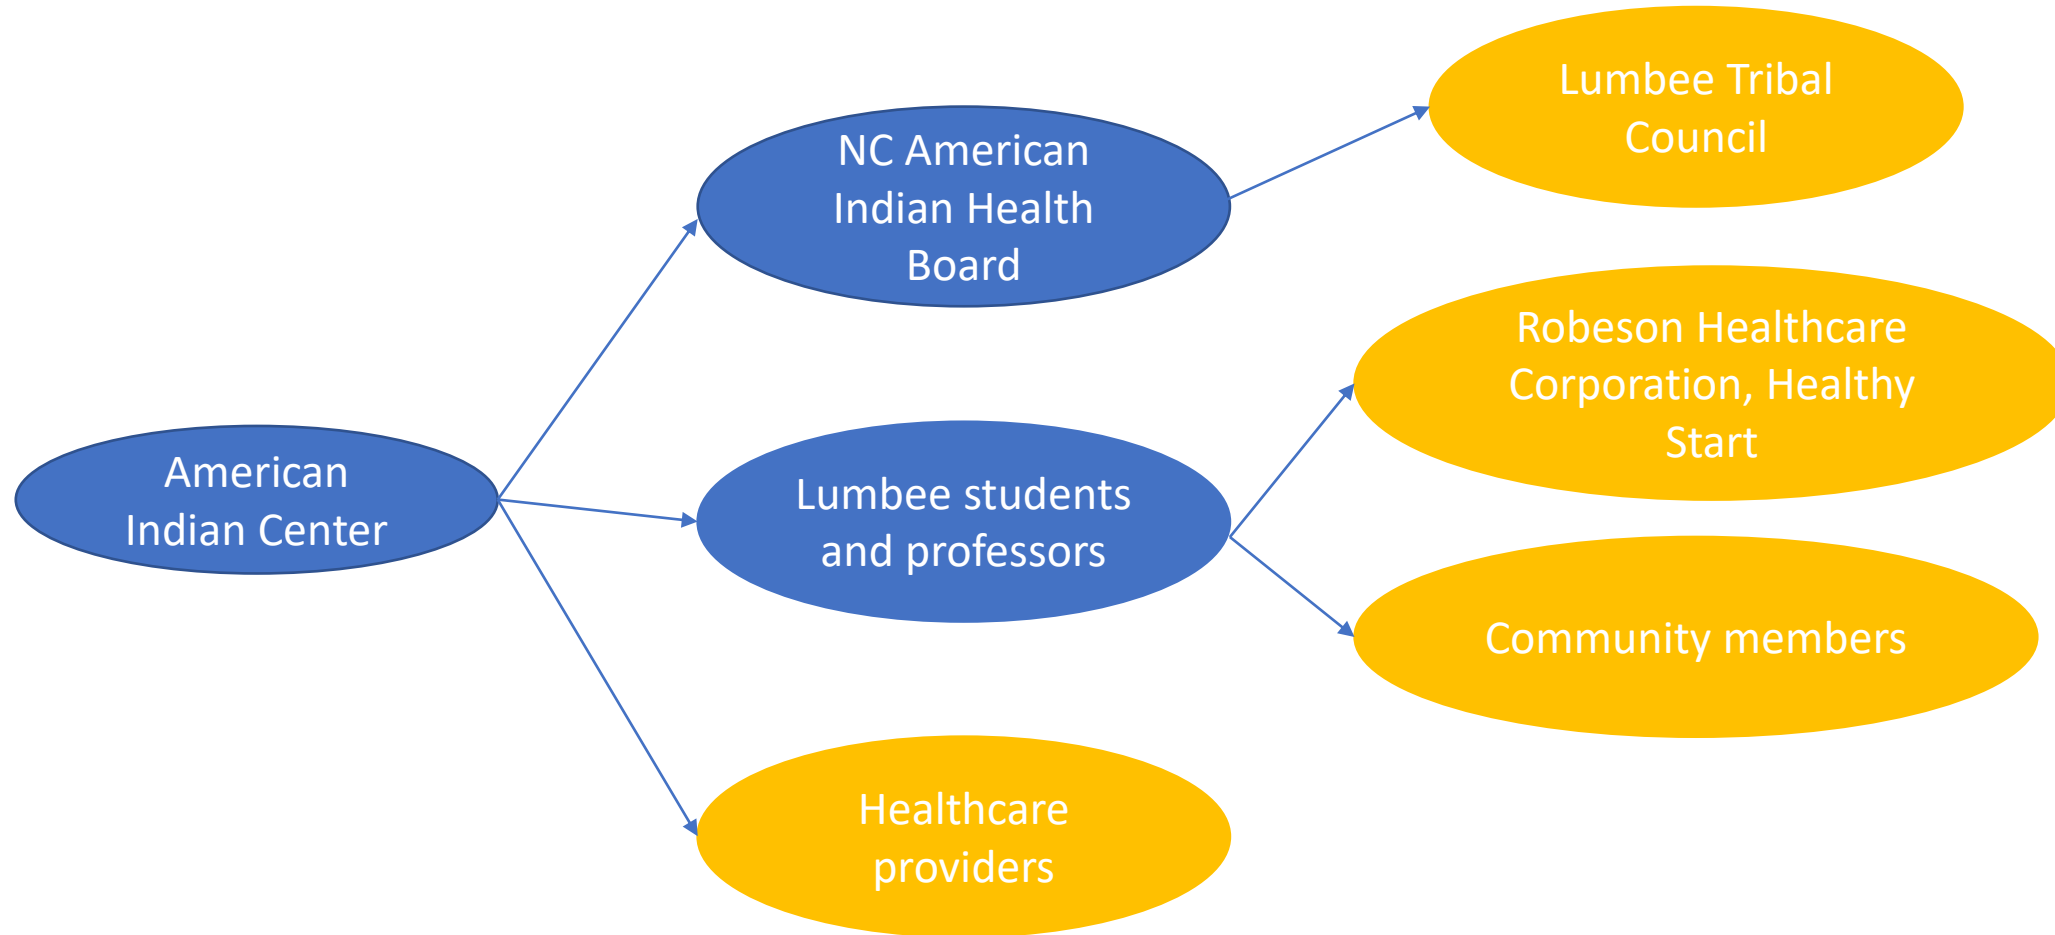 American
Indian Center
NC American
Indian Health
Board
Lumbee students
and professors
Healthcare
providers
Lumbee Tribal
Council
Robeson Healthcare
Corporation, Healthy
Start
Community members